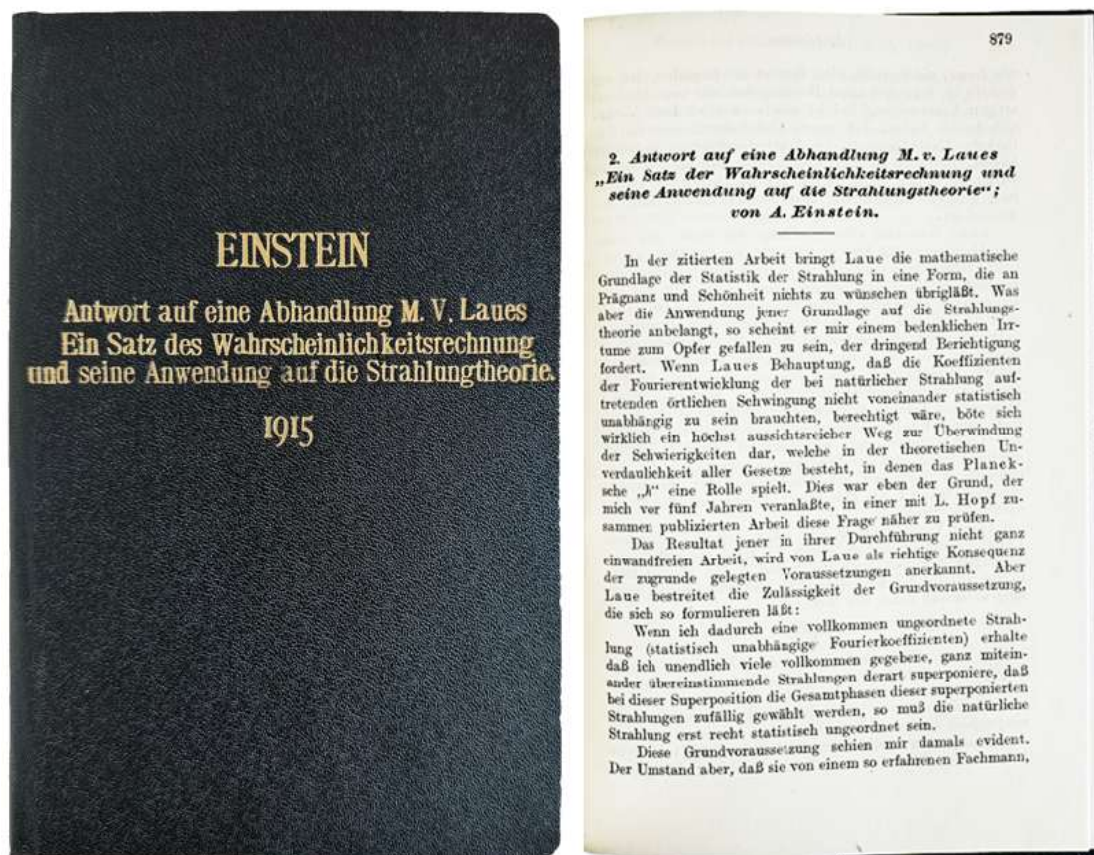 EINSTEIN
Antwort auf eine Abhandlung M. V. Laues
Ein Satz des Wahrscheinlichkeitsrechnung
und seine Anwendung auf die Strahlungtheorie.
1915
879
2. Antwort auf eine Abhandlung M. v. Laues
„Ein Satz der Wahrscheinlichkeitsrechnung und
seine Anwendung auf die Strahlungstheorie“;
von A. Einstein.
In der zitierten Arbeit bringt Laue die mathematische
Grundlage der Statistik der Strahlung in eine Form, die an
Prägnanz und Schönheit nichts zu wünschen übrigläßt. Was
aber die Anwendung jener Grundlage auf die Strahlungs-
theorie anbelangt, so scheint er mir einem bedenklichen Irr-
tume zum Opfer gefallen zu sein, der dringend Berichtigung
fordert. Wenn Laues Behauptung, daß die Koeffizienten
der Fourierentwicklung der bei natürlicher Strahlung auf-
tretenden örtlichen Schwingung nicht voneinander statistisch
unabhängig zu sein brauchten, berechtigt wäre, böte sich
wirklich ein höchst aussichtsreicher Weg zur Überwindung
der Schwierigkeiten dar, welche in der theoretischen Un-
verdaulichkeit aller Gesetze besteht, in denen das Planck-
sche „h“ eine Rolle spielt. Dies war eben der Grund, der
mich vor fünf Jahren veranlaßte, in einer mit L. Hopf zu-
sammen publizierten Arbeit diese Frage näher zu prüfen.
Das Resultat jener in ihrer Durchführung nicht ganz
einwandfreien Arbeit, wird von Laue als richtige Konsequenz
der zugrunde gelegten Voraussetzungen anerkannt. Aber
Laue bestreitet die Zulässigkeit der Grundvoraussetzung,
die sich so formulieren läßt:
Wenn ich dadurch eine vollkommen ungeordnete Strah-
lung (statistisch unabhängige Fourierkoeffizienten) erhalte
daß ich unendlich viele vollkommen gegebene, ganz mitein-
ander übereinstimmende Strahlungen derart superponiere, daß
bei dieser Superposition die Gesamtphasen dieser superponierten
Strahlungen zufällig gewählt werden, so muß die natürliche
Strahlung erst recht statistisch ungeordnet sein.
Diese Grundvoraussetzung schien mir damals evident.
Der Umstand aber, daß sie von einem so erfahrenen Fachmann,